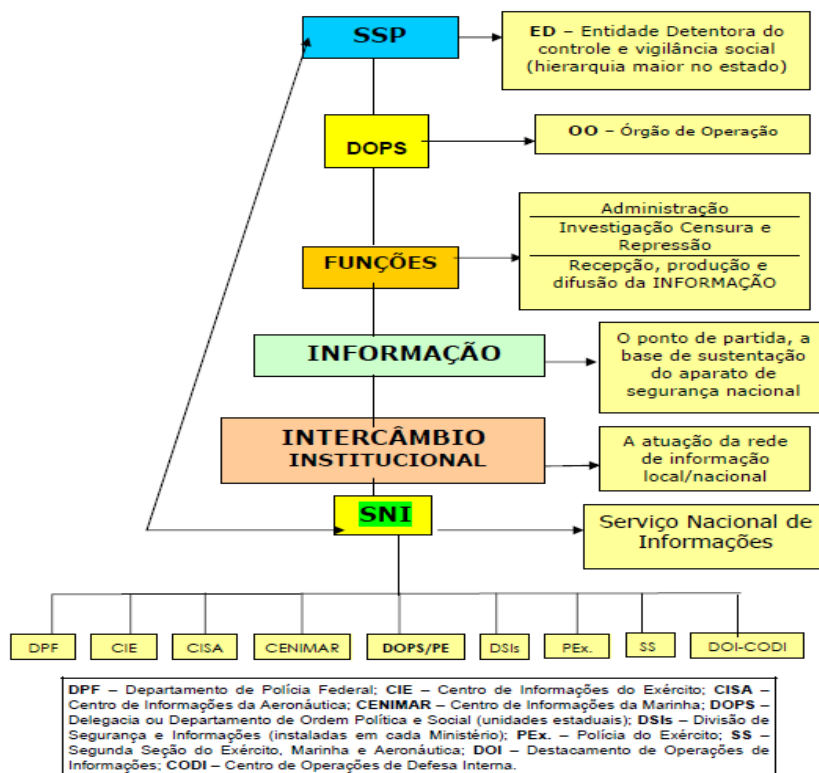 SSP
ED – Entidade Detentora do
controle e vigilância social
(hierarquia maior no estado)
DOPS
OO – Órgão de Operação
FUNÇÕES
Administração
Investigação Censura e
Repressão
Recepção, produção e
difusão da INFORMAÇÃO
INFORMAÇÃO
O ponto de partida, a
base de sustentação
do aparato de
segurança nacional
INTERCÂMBIO
INSTITUCIONAL
A atuação da rede
de informação
local/nacional
SNI
Serviço Nacional de
Informações
DPF
CIE
CISA
CENIMAR
DOPS/PE
DSIs
PEx.
SS
DOI-CODI
DPF – Departamento de Polícia Federal; CIE – Centro de Informações do Exército; CISA –
Centro de Informações da Aeronáutica; CENIMAR – Centro de Informações da Marinha; DOPS –
Delegacia ou Departamento de Ordem Política e Social (unidades estaduais); DSIs – Divisão de
Segurança e Informações (instaladas em cada Ministério); PEx. – Polícia do Exército; SS –
Segunda Seção do Exército, Marinha e Aeronáutica; DOI – Destacamento de Operações de
Informações; CODI – Centro de Operações de Defesa Interna.